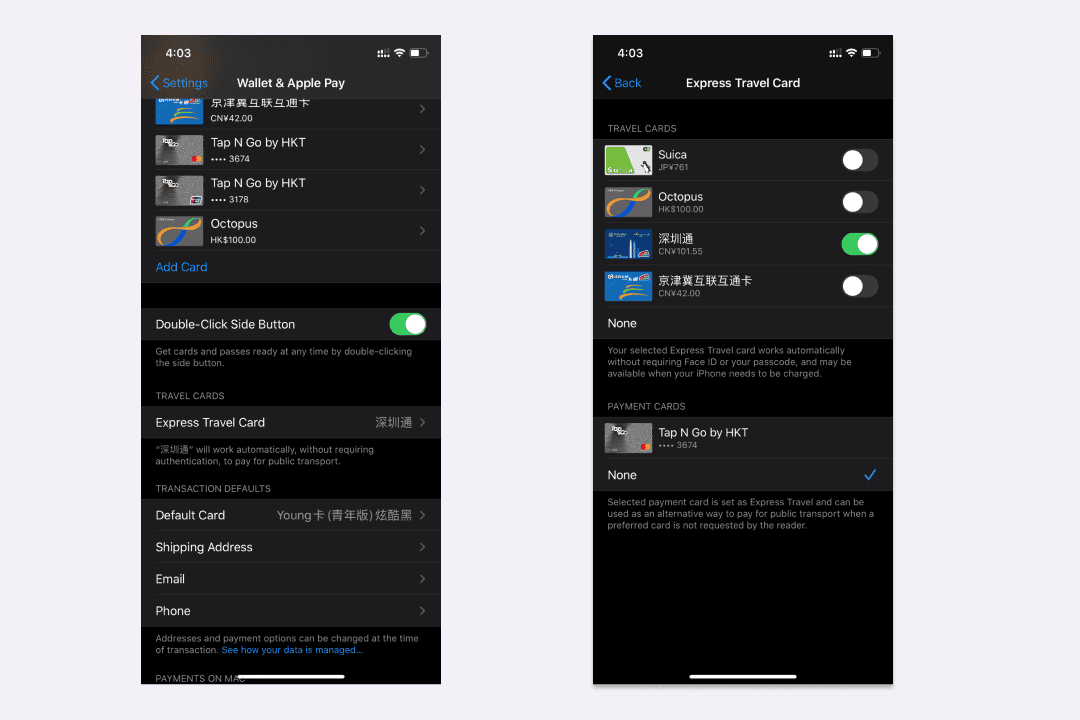 4:03
Settings
Wallet & Apple Pay
京津冀互联互通卡
CN¥42.00
Tap N Go by HKT
•••• 3674
Tap N Go by HKT
•••• 3178
Octopus
HK$100.00
Add Card
Double-Click Side Button
Get cards and passes ready at any time by double-clicking
the side button.
TRAVEL CARDS
Express Travel Card 深圳通
“深圳通” will work automatically, without requiring
authentication, to pay for public transport.
TRANSACTION DEFAULTS
Default Card Young卡 (青年版) 炫酷黑
Shipping Address
Email
Phone
Addresses and payment options can be changed at the time
of transaction. See how your data is managed...
PAYMENTS ON MAC
4:03
Back
Express Travel Card
TRAVEL CARDS
Suica
JP¥761
Octopus
HK$100.00
深圳通
CN¥101.55
京津冀互联互通卡
CN¥42.00
None
Your selected Express Travel card works automatically
without requiring Face ID or your passcode, and may be
available when your iPhone needs to be charged.
PAYMENT CARDS
Tap N Go by HKT
•••• 3674
None
Selected payment card is set as Express Travel and can be
used as an alternative way to pay for public transport when a
preferred card is not requested by the reader.